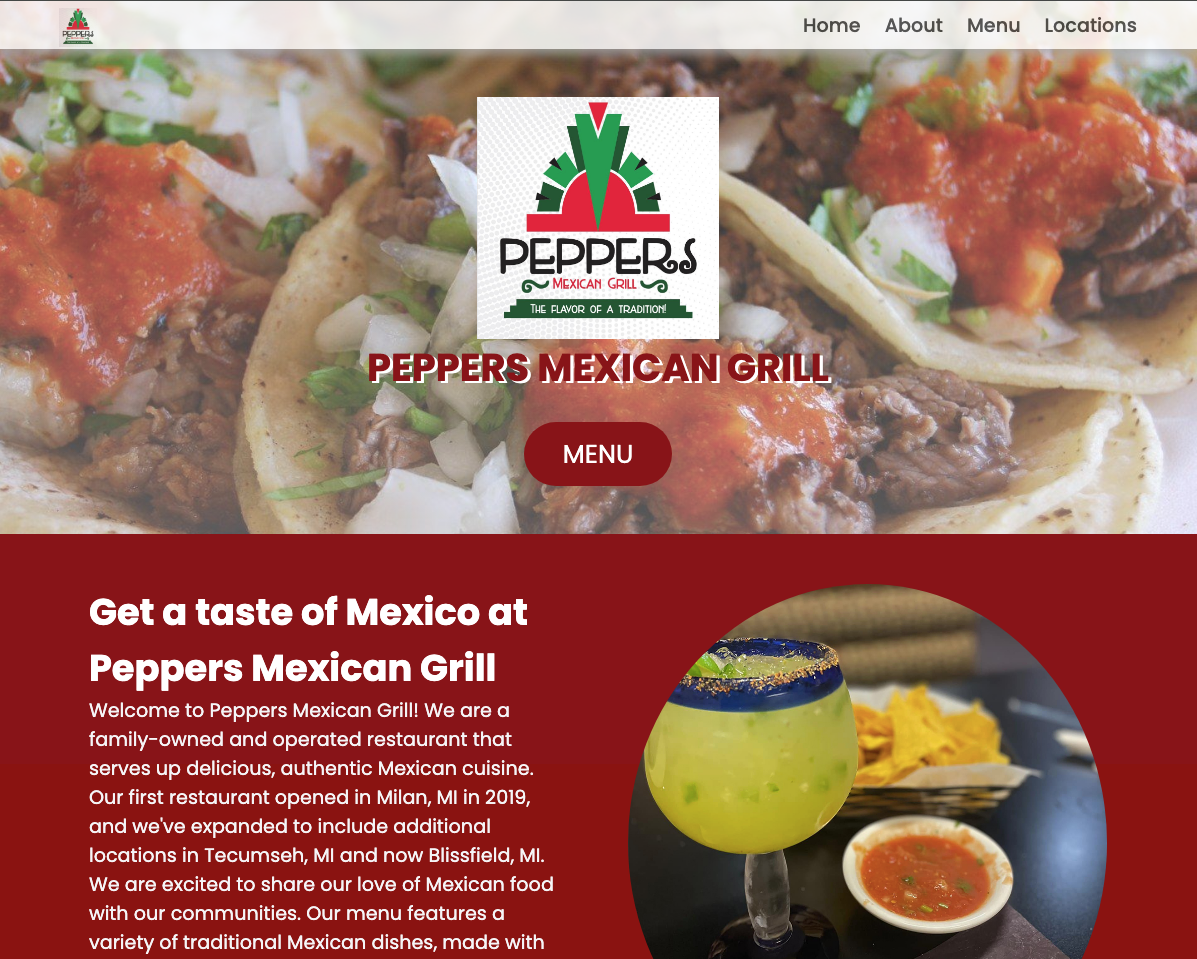 PEPPERS
Home About Menu Locations
PEPPERS
MEXICAN GRILL
THE FLAVOR OF A TRADITION!
PEPPERS MEXICAN GRILL
MENU
Get a taste of Mexico at
Peppers Mexican Grill
Welcome to Peppers Mexican Grill! We are a
family-owned and operated restaurant that
serves up delicious, authentic Mexican cuisine.
Our first restaurant opened in Milan, MI in 2019,
and we've expanded to include additional
locations in Tecumseh, MI and now Blissfield, MI.
We are excited to share our love of Mexican food
with our communities. Our menu features a
variety of traditional Mexican dishes, made with